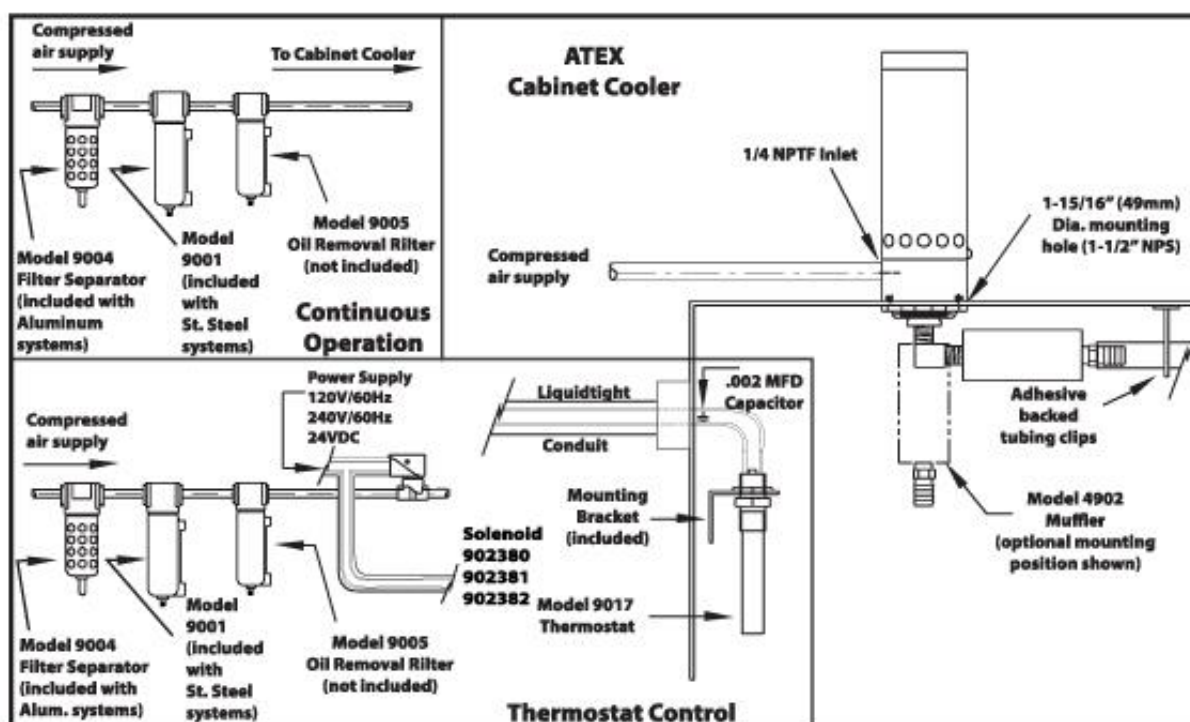 Compressed
air supply
To Cabinet Cooler
Model 9004
Filter Separator
(included with
Aluminum
systems)
Model
9001
(included
with
St. Steel
systems)
Model 9005
Oil Removal Rilter
(not included)
Continuous
Operation
ATEX
Cabinet Cooler
1/4 NPTF Inlet
1-15/16” (49mm)
Dia. mounting
hole (1-1/2” NPS)
Compressed
air supply
Adhesive
backed
tubing clips
Model 4902
Muffler
(optional mounting
position shown)
Power Supply
120V/60Hz
240V/60Hz
24VDC
Compressed
air supply
Liquidtight
Conduit
.002 MFD
Capacitor
Mounting
Bracket
(included)
Solenoid
902380
902381
902382
Model 9017
Thermostat
Model 9004
Filter Separator
(included with
Alum. systems)
Model
9001
(included
with
St. Steel
systems)
Model 9005
Oil Removal Rilter
(not included)
Thermostat Control